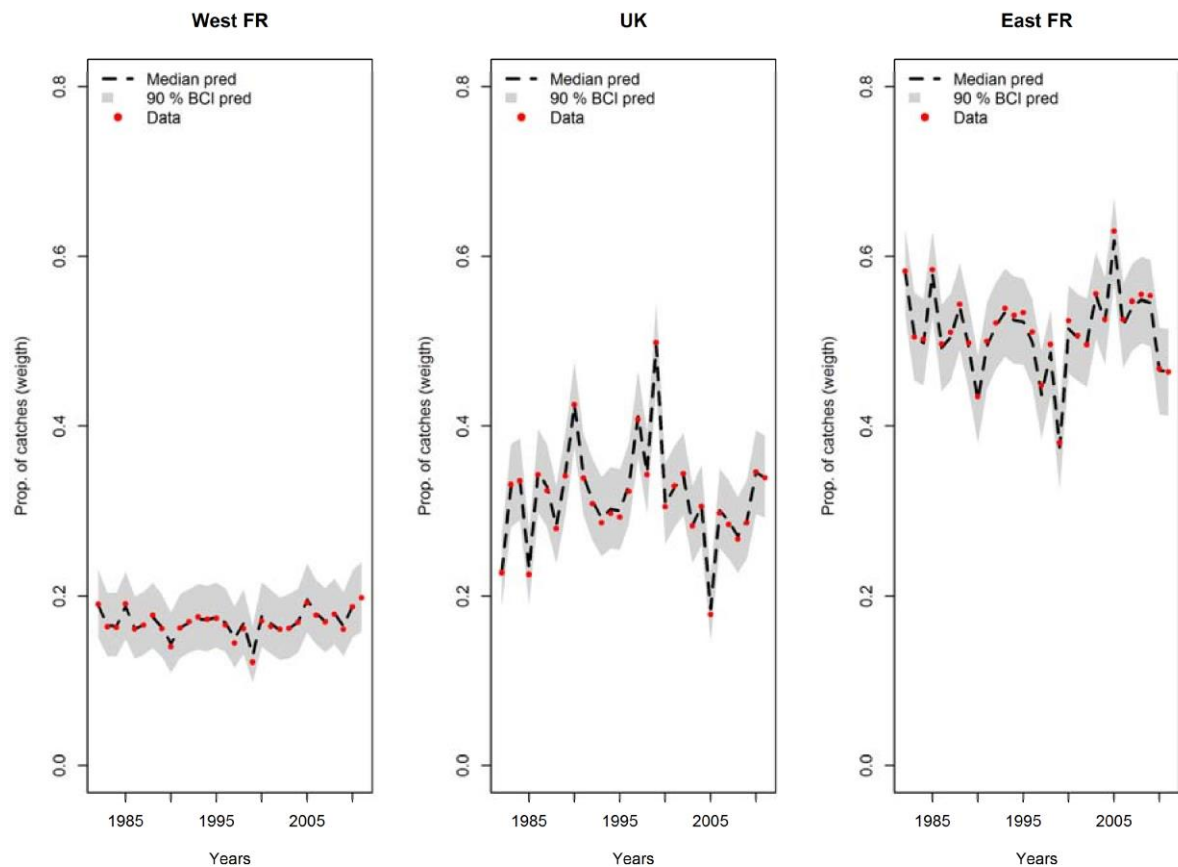 West FR
Median pred
90 % BCI pred
Data
Prop. of catches (weigth)
0.8
0.6
0.4
0.2
0.0
1985 1995 2005
Years
UK
Median pred
90 % BCI pred
Data
Prop. of catches (weigth)
0.8
0.6
0.4
0.2
0.0
1985 1995 2005
Years
East FR
Median pred
90 % BCI pred
Data
Prop. of catches (weigth)
0.8
0.6
0.4
0.2
0.0
1985 1995 2005
Years